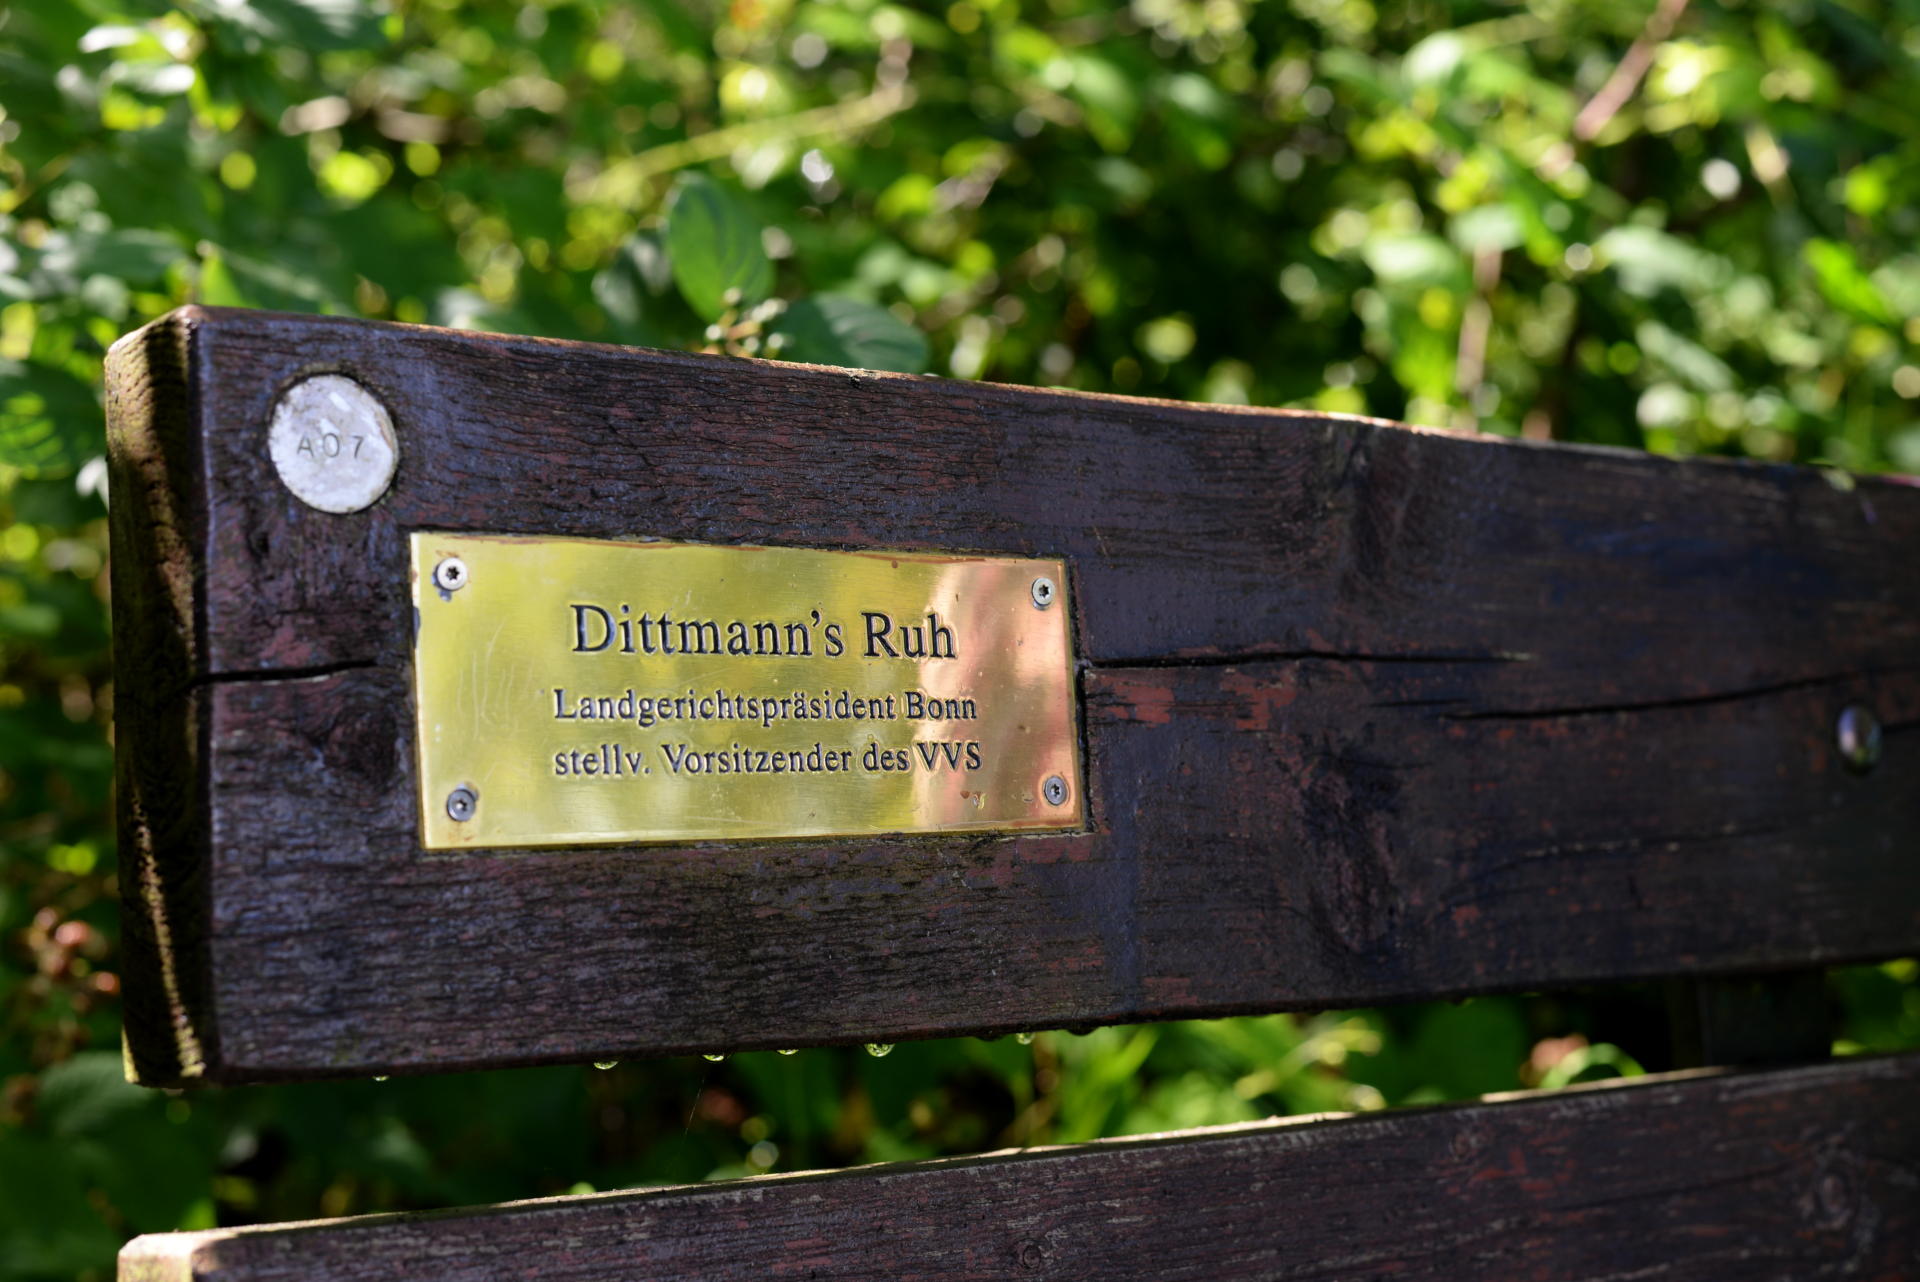 A07
Dittmann's Ruh
Landgerichtspräsident Bonn
stellv. Vorsitzender des VVS